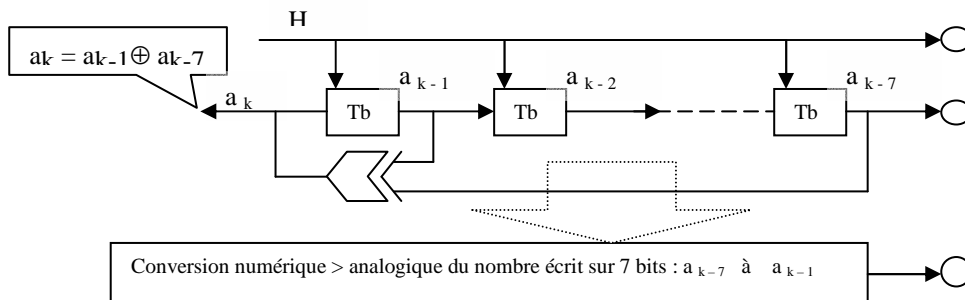 H
ak = ak-1 ⊕ ak-7
a k
a k - 1
a k - 2
a k - 7
Tb
Tb
Tb
Conversion numérique > analogique du nombre écrit sur 7 bits : a k – 7 à a k – 1